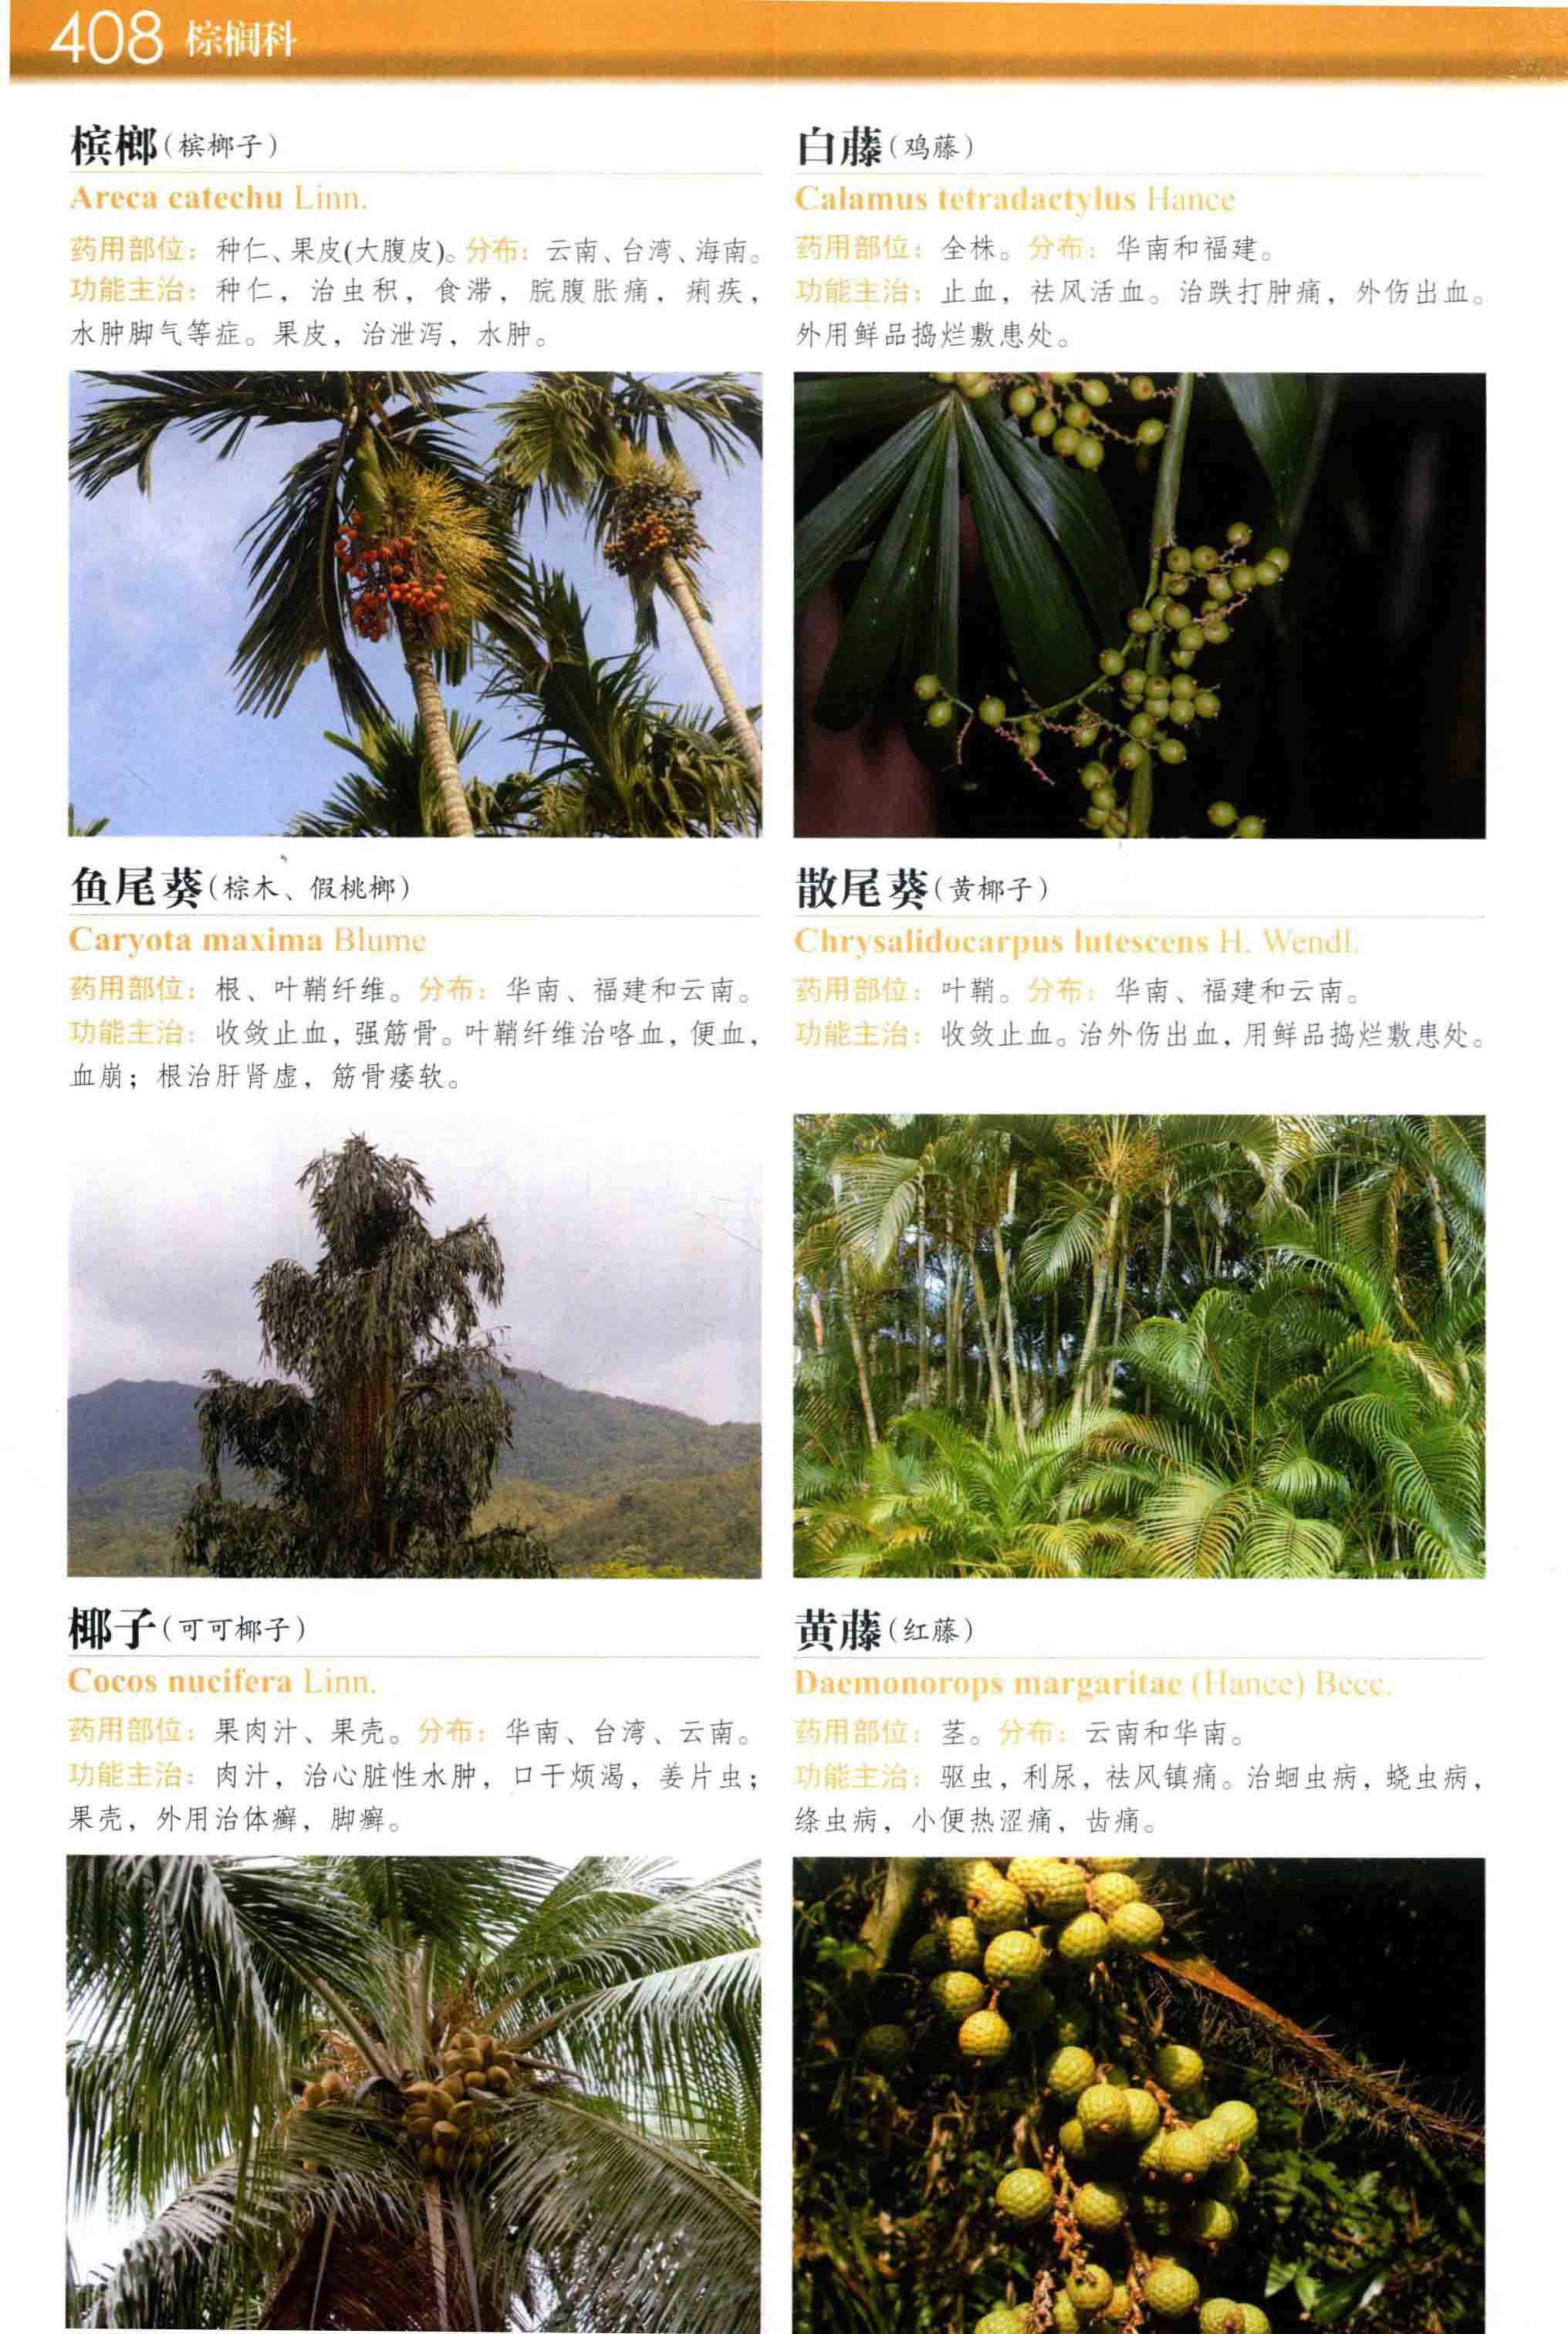 408 棕榈科
槟榔(槟榔子)
Areca catechu Linn.
药用部位：种仁、果皮(大腹皮)。分布：云南、台湾、海南。
功能主治：种仁，治虫积，食滞，脘腹胀痛，痢疾，
水肿脚气等症。果皮，治泄泻，水肿。
白藤(鸡藤)
Calamus tetradactylus Hance
药用部位：全株。分布：华南和福建。
功能主治：止血，祛风活血。治跌打肿痛，外伤出血。
外用鲜品捣烂敷患处。
鱼尾葵(棕木、假桃榔)
Caryota maxima Blume
药用部位：根、叶鞘纤维。分布：华南、福建和云南。
功能主治：收敛止血，强筋骨。叶鞘纤维治咯血，便血，
血崩；根治肝肾虚，筋骨痿软。
散尾葵(黄椰子)
Chrysalidocarpus lutescens H. Wendl.
药用部位：叶鞘。分布：华南、福建和云南。
功能主治：收敛止血。治外伤出血，用鲜品捣烂敷患处。
椰子(可可椰子)
Cocos nucifera Linn.
药用部位：果肉汁、果壳。分布：华南、台湾、云南。
功能主治：肉汁，治心脏性水肿，口干烦渴，姜片虫；
果壳，外用治体癣，脚癣。
黄藤(红藤)
Daemonorops margaritae (Hance) Becc.
药用部位：茎。分布：云南和华南。
功能主治：驱虫，利尿，祛风镇痛。治蛔虫病，蛲虫病，
绦虫病，小便热涩痛，齿痛。